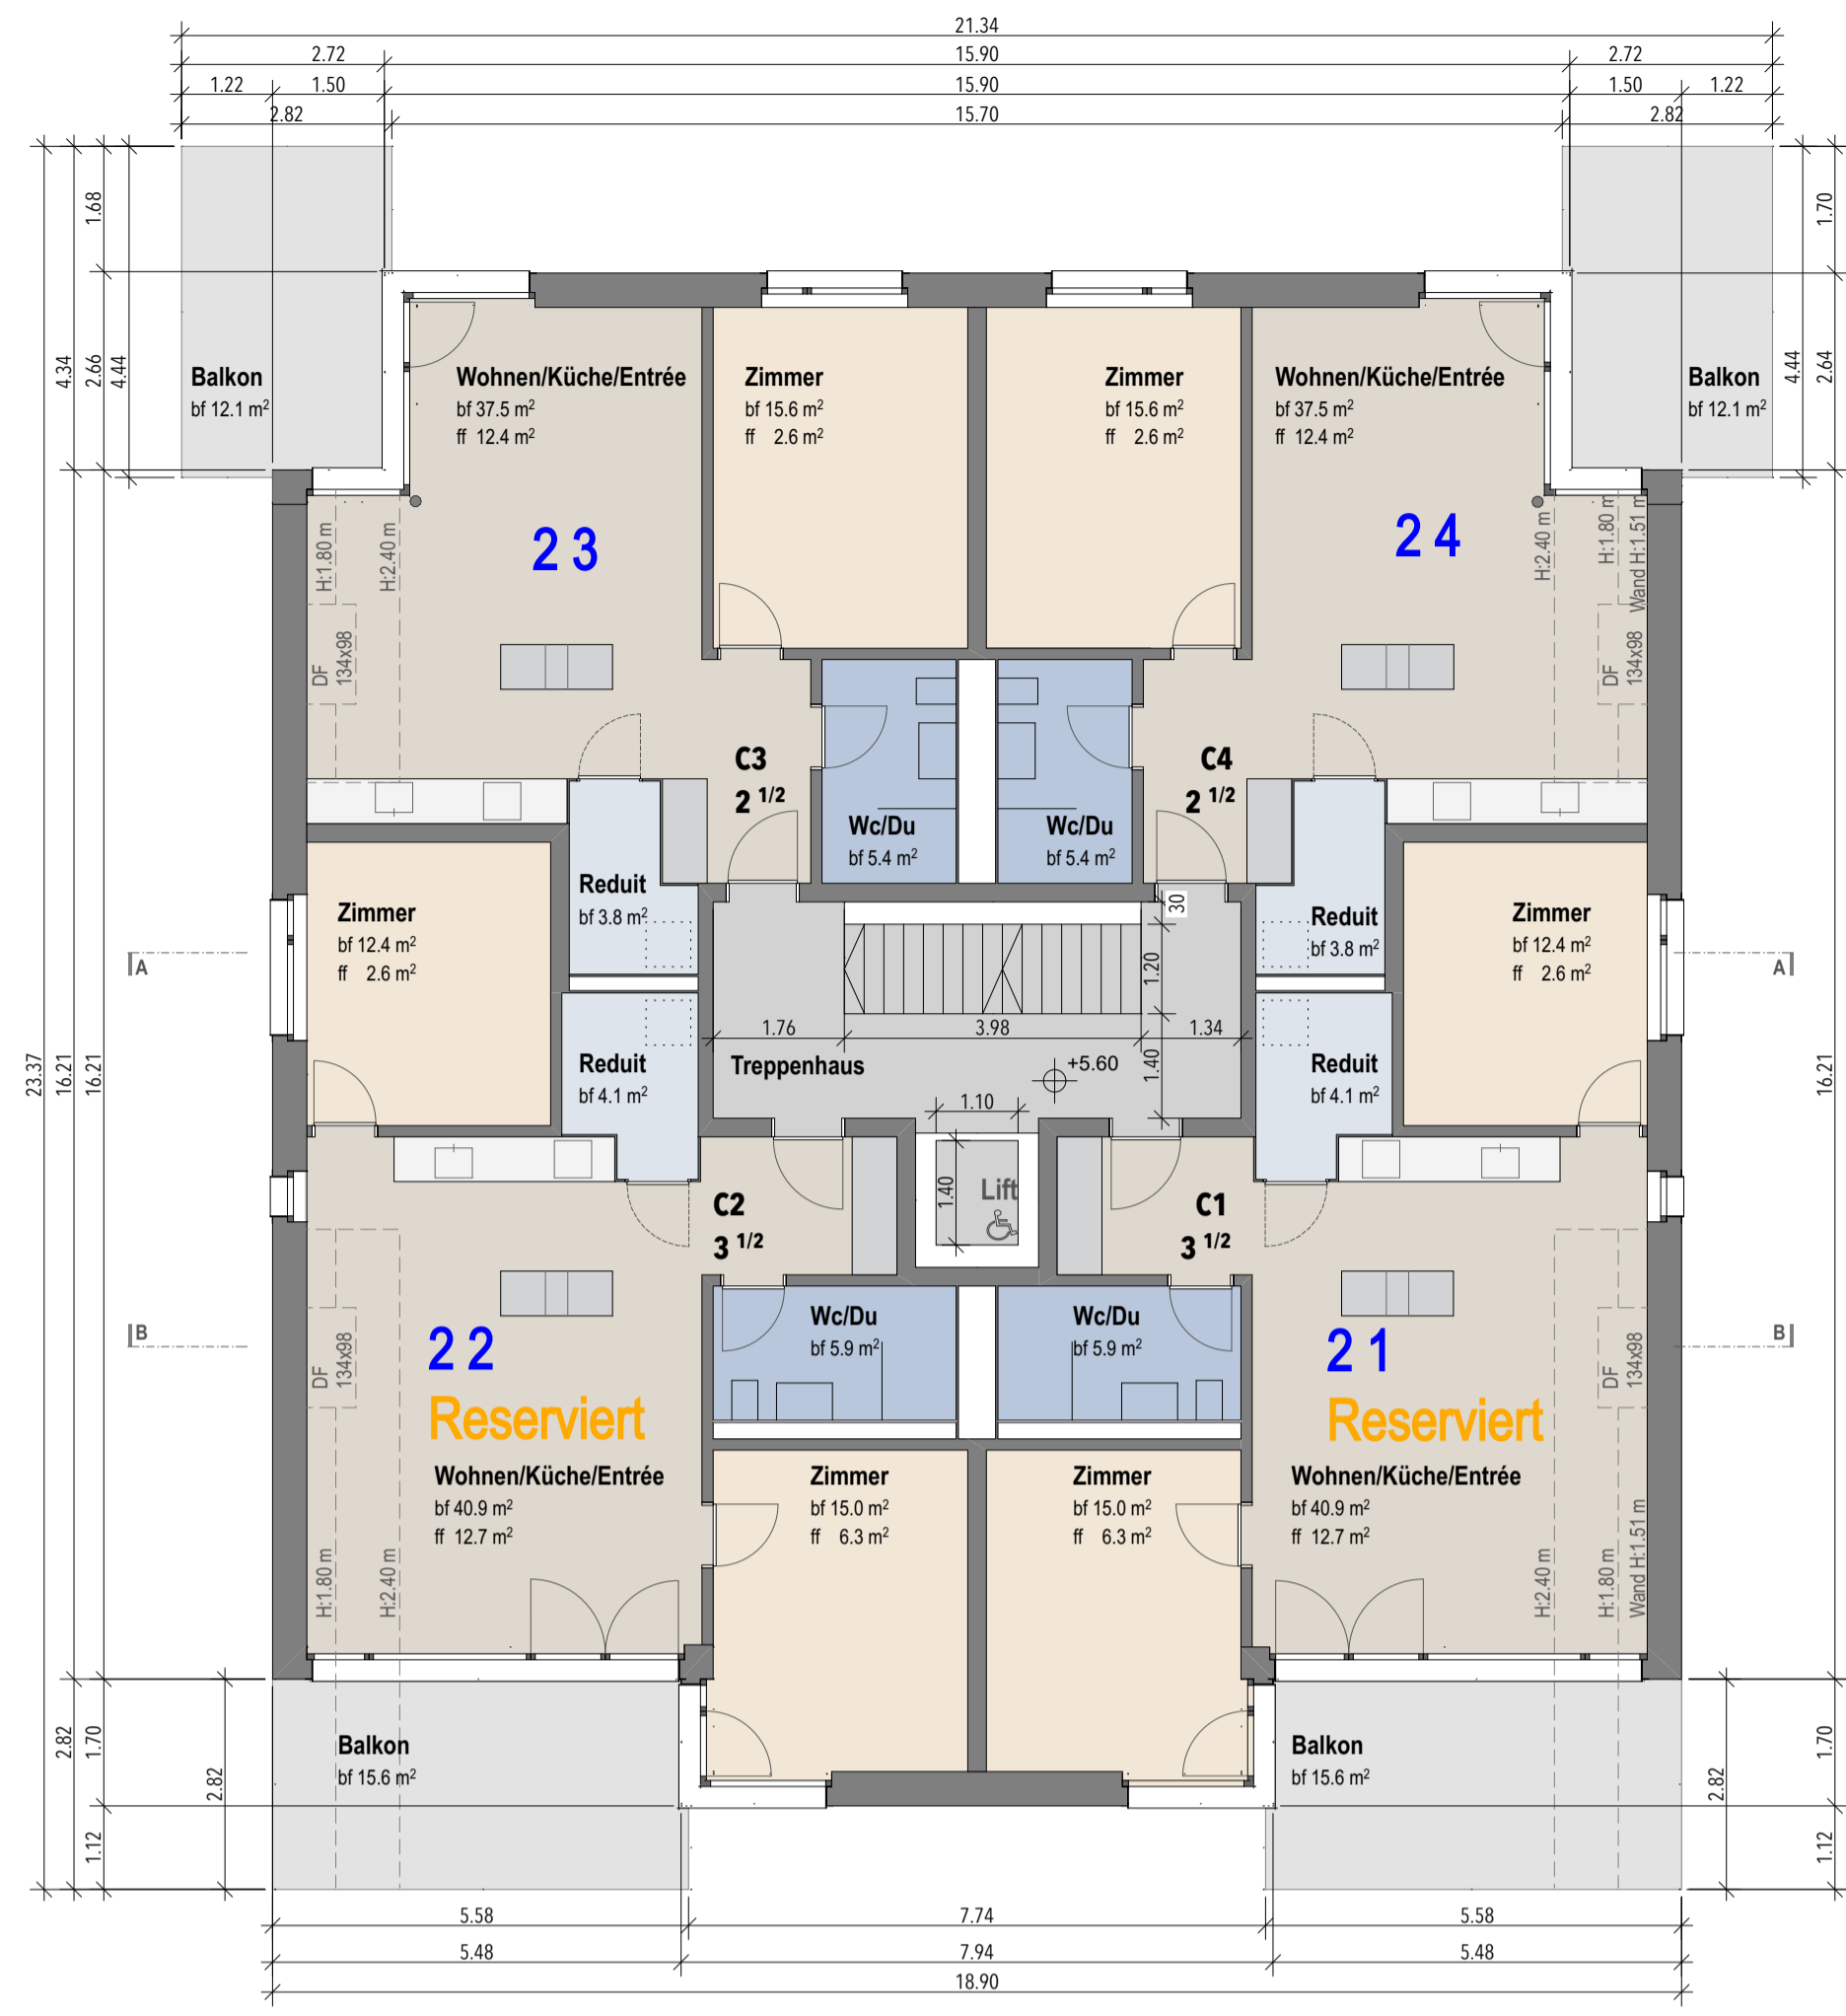 21.34
2.72 15.90 2.72
1.22 1.50 15.90 1.50 1.22
2.82 15.70 2.82
1.68
4.34
2.66
4.44
1.70
4.44
2.64
Balkon
bf 12.1 m²
Wohnen/Küche/Entrée
bf 37.5 m²
ff 12.4 m²
Zimmer
bf 15.6 m²
ff 2.6 m²
Zimmer
bf 15.6 m²
ff 2.6 m²
Wohnen/Küche/Entrée
bf 37.5 m²
ff 12.4 m²
Balkon
bf 12.1 m²
23
24
H:1.80 m
H:2.40 m
DF
134x98
H:2.40 m
H:1.80 m
Wand H:1.51 m
DF
134x98
C3
2 1/2
C4
2 1/2
Wc/Du
bf 5.4 m²
Wc/Du
bf 5.4 m²
Reduit
bf 3.8 m²
Reduit
bf 3.8 m²
Zimmer
bf 12.4 m²
ff 2.6 m²
Zimmer
bf 12.4 m²
ff 2.6 m²
A
A
30
1.20
1.76 3.98 1.34
1.40
Treppenhaus
+5.60
Reduit
bf 4.1 m²
Reduit
bf 4.1 m²
23.37
16.21
16.21
16.21
1.10
1.40
Lift
C2
3 1/2
C1
3 1/2
B
B
Wc/Du
bf 5.9 m²
Wc/Du
bf 5.9 m²
DF
134x98
DF
134x98
22
Reserviert
21
Reserviert
Wohnen/Küche/Entrée
bf 40.9 m²
ff 12.7 m²
Zimmer
bf 15.0 m²
ff 6.3 m²
Zimmer
bf 15.0 m²
ff 6.3 m²
Wohnen/Küche/Entrée
bf 40.9 m²
ff 12.7 m²
H:1.80 m
H:2.40 m
H:2.40 m
H:1.80 m
Wand H:1.51 m
Balkon
bf 15.6 m²
Balkon
bf 15.6 m²
2.82
1.70
2.82
1.12
2.82
1.70
1.12
5.58 7.74 5.58
5.48 7.94 5.48
18.90